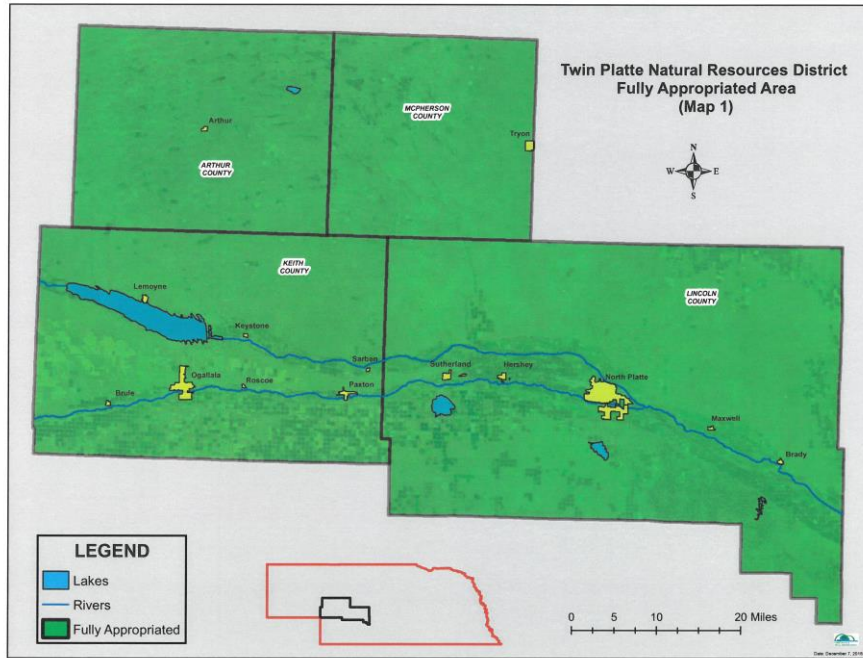 Twin Platte Natural Resources District
Fully Appropriated Area
(Map 1)
MCPHERSON
COUNTY
Arthur
Tryon
ARTHUR
COUNTY
N
W E
S
KEITH
COUNTY
LINCOLN
COUNTY
Lemoyne
Keystone
Sarben
Sutherland
Hershey
North Platte
Ogallala
Roscoe
Paxton
Brule
Maxwell
Brady
LEGEND
Lakes
Rivers
Fully Appropriated
0 5 10 20 Miles